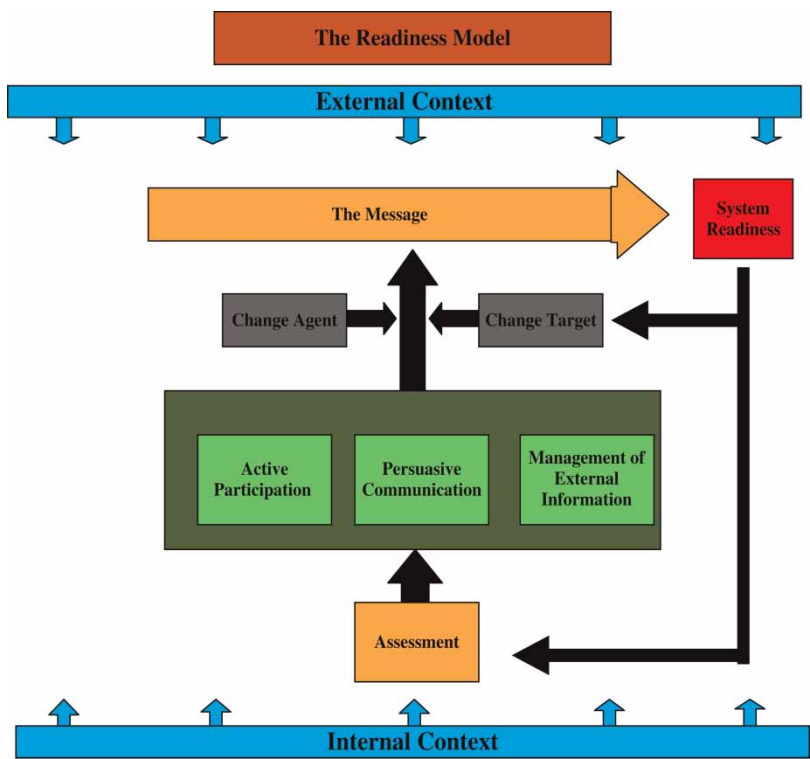 The Readiness Model
External Context
The Message
System
Readiness
Change Agent
Change Target
Active
Participation
Persuasive
Communication
Management of
External
Information
Assessment
Internal Context